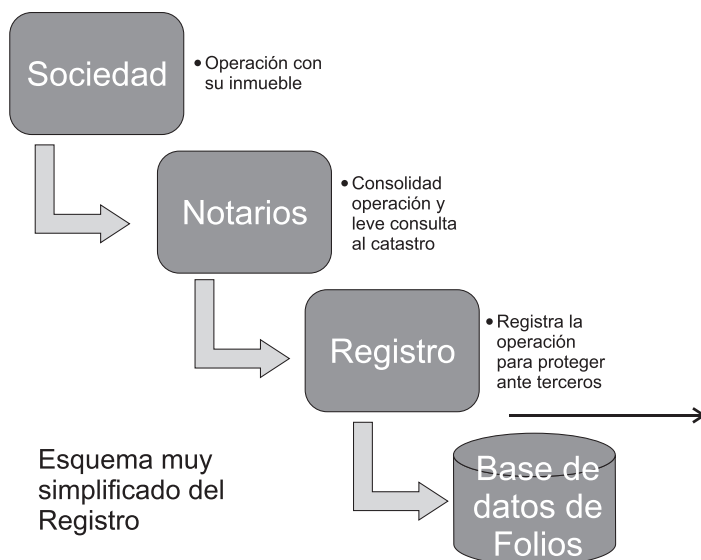 Sociedad
• Operación con
su inmueble
Notarios
• Consolidad
operación y
leve consulta
al catastro
Registro
• Registra la
operación
para proteger
ante terceros
Esquema muy
simplificado del
Registro
Base de
datos de
Folios